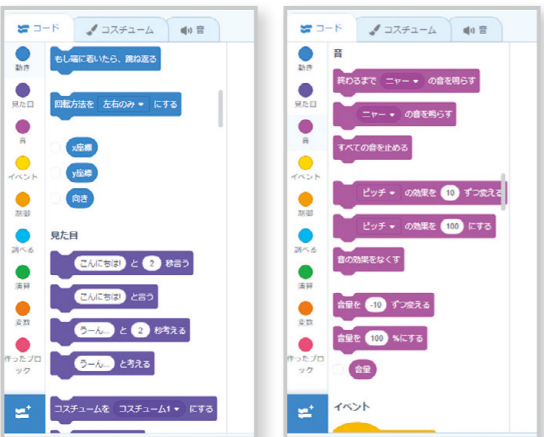 コード
コスチューム
音
動き
見た目
音
イベント
制御
調べる
演算
変数
作ったブロ
ック
もし端に着いたら、跳ね返る
回転方法を 左右のみ にする
x座標
y座標
向き
見た目
こんにちは! と 2 秒言う
こんにちは! と言う
うーん... と 2 秒考える
うーん... と考える
コスチュームを コスチューム1 にする
コード
コスチューム
音
動き
見た目
音
イベント
制御
調べる
演算
変数
作ったブロ
ック
音
終わるまで ニャー の音を鳴らす
ニャー の音を鳴らす
すべての音を止める
ピッチ の効果を 10 ずつ変える
ピッチ の効果を 100 にする
音の効果をなくす
音量を -10 ずつ変える
音量を 100 %にする
音量
イベント